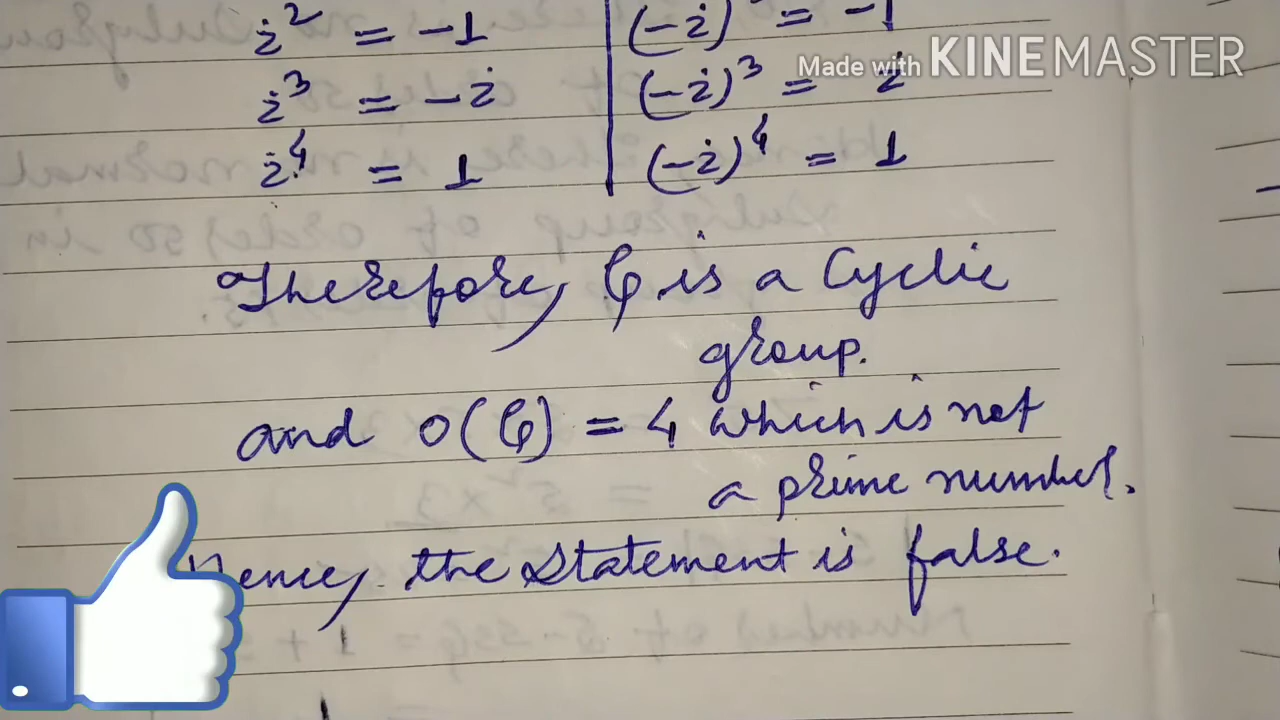 i² = -1 (-i)² = -1
Made with KINEMASTER
i³ = -i (-i)³ = i
i⁴ = 1 (-i)⁴ = 1
Therefore, G is a Cyclic
group.
and O(G) = 4 which is not
a prime number.
Hence, the statement is false.